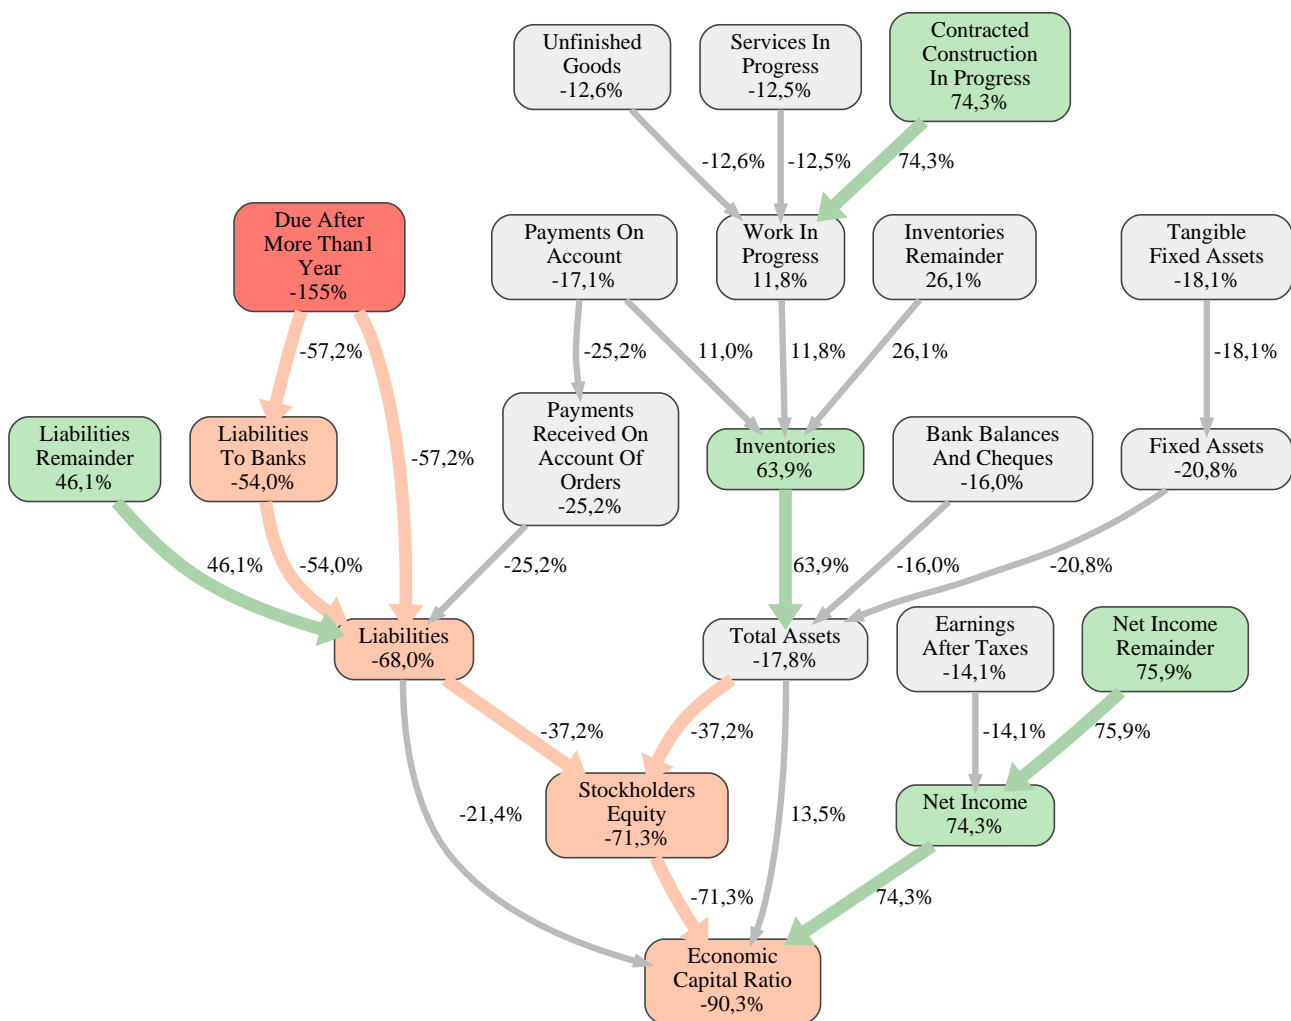 Unfinished
Goods
-12,6%
Services In
Progress
-12,5%
Contracted
Construction
In Progress
74,3%
-12,6%
-12,5%
74,3%
Due After
More Than1
Year
-155%
Payments On
Account
-17,1%
Work In
Progress
11,8%
Inventories
Remainder
26,1%
Tangible
Fixed Assets
-18,1%
-57,2%
-25,2%
11,0%
11,8%
26,1%
-18,1%
Liabilities
Remainder
46,1%
Liabilities
To Banks
-54,0%
-57,2%
Payments
Received On
Account Of
Orders
-25,2%
Inventories
63,9%
Bank Balances
And Cheques
-16,0%
Fixed Assets
-20,8%
46,1%
-54,0%
-25,2%
63,9%
-16,0%
-20,8%
Liabilities
-68,0%
Total Assets
-17,8%
Earnings
After Taxes
-14,1%
Net Income
Remainder
75,9%
-37,2%
-37,2%
-14,1%
75,9%
-21,4%
Stockholders
Equity
-71,3%
13,5%
Net Income
74,3%
-71,3%
74,3%
Economic
Capital Ratio
-90,3%